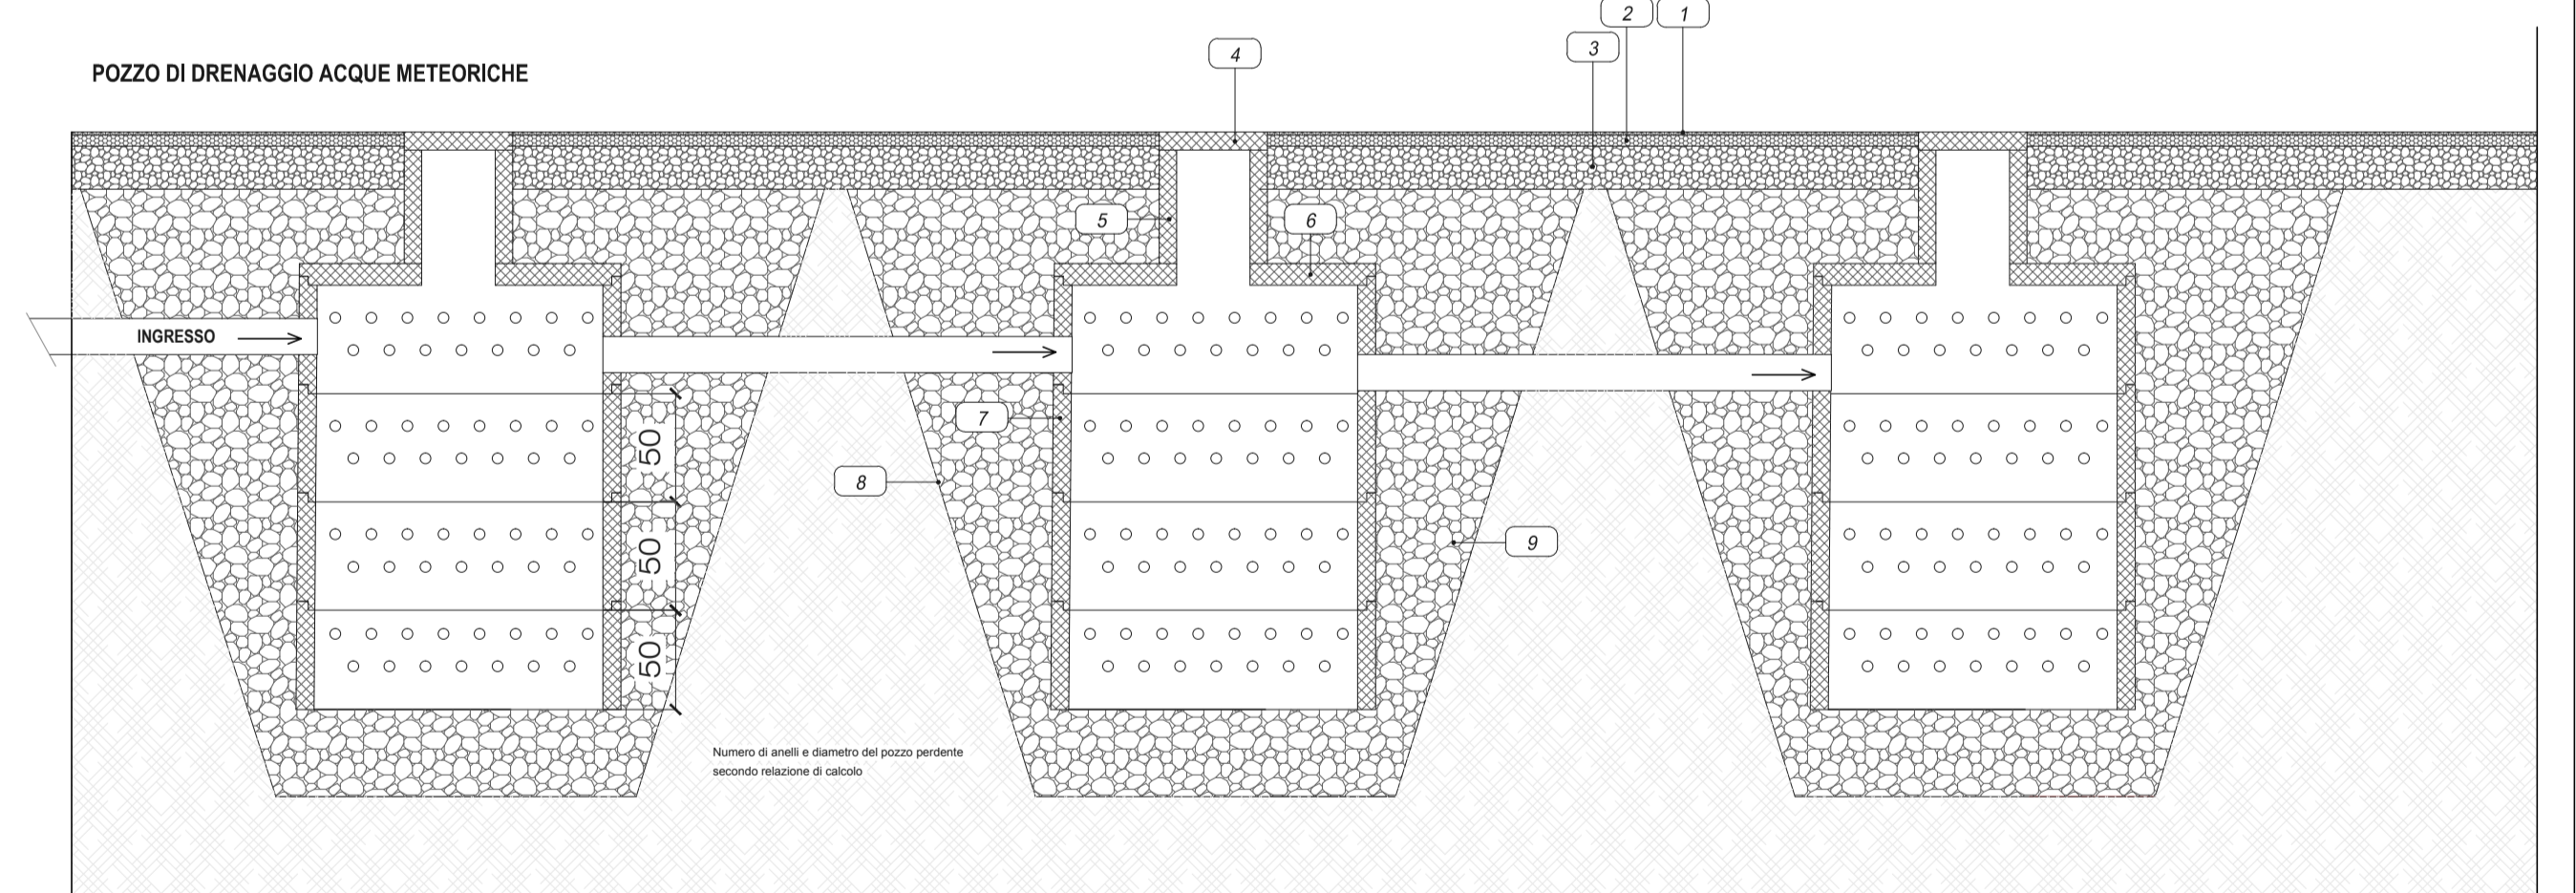 2 1
3
4
POZZO DI DRENAGGIO ACQUE METEORICHE
5
6
INGRESSO
7
50
8
9
50
50
Numero di anelli e diametro del pozzo perdente
secondo relazione di calcolo